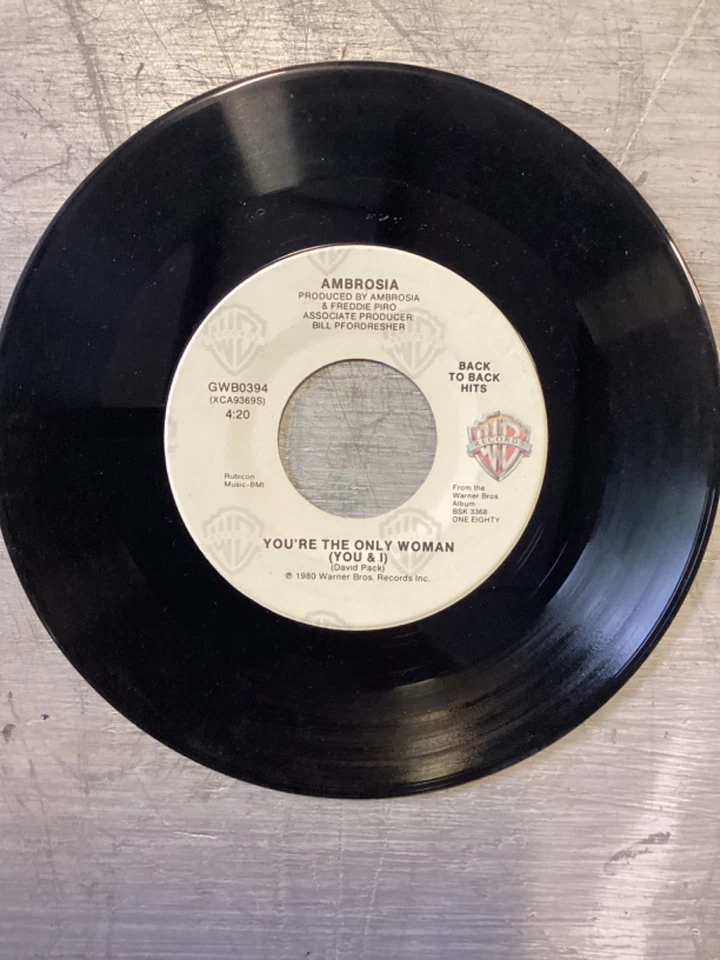 AMBROSIA
PRODUCED BY AMBROSIA
& FREDDIE PIRO
ASSOCIATE PRODUCER:
BILL PFORDRESHER
BACK
TO BACK
HITS
GWB0394
(XCA9369S)
4:20
RECORDS
Rubicon
Music-BMI
From the
Warner Bros.
Album
BSK 3368
ONE EIGHTY
YOU'RE THE ONLY WOMAN
(YOU & I)
(David Pack)
℗ 1980 Warner Bros. Records Inc.